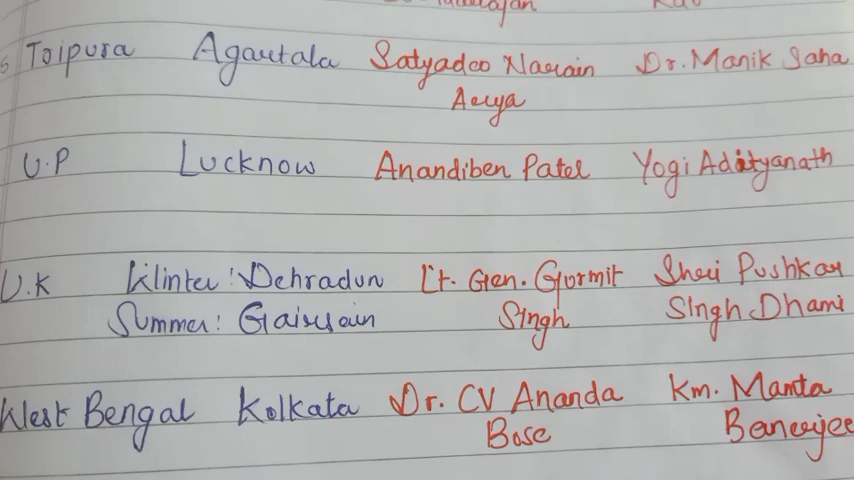 Tripura Agartala Satyadeo Narain Dr. Manik Saha
Arya
U.P Lucknow Anandiben Patel Yogi Adityanath
U.K Winter: Dehradun Lt. Gen. Gurmit Shri Pushkar
Summer: Gairsain Singh Singh Dhami
West Bengal Kolkata Dr. CV Ananda Km. Mamta
Bose Banerjee